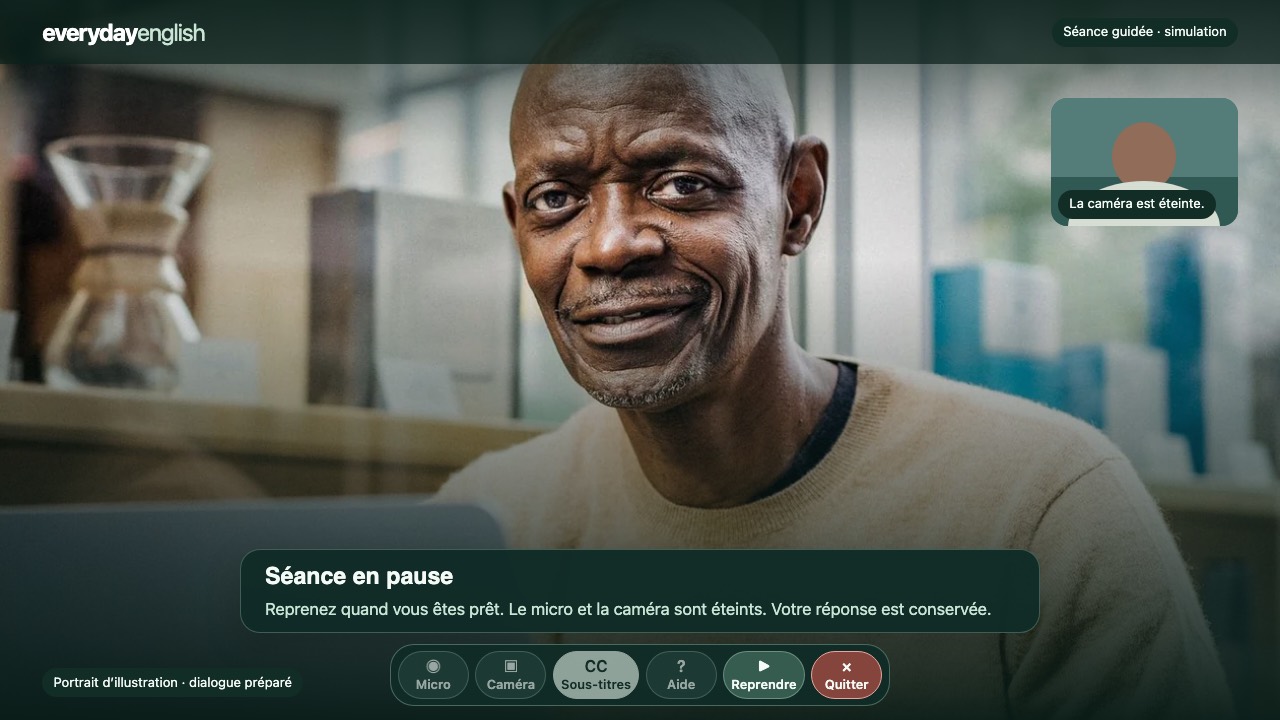 everydayenglish
Séance guidée · simulation
La caméra est éteinte.
Séance en pause
Reprenez quand vous êtes prêt. Le micro et la caméra sont éteints. Votre réponse est conservée.
Portrait d’illustration · dialogue préparé
Micro
Caméra
CC
Sous-titres
?
Aide
Reprendre
×
Quitter